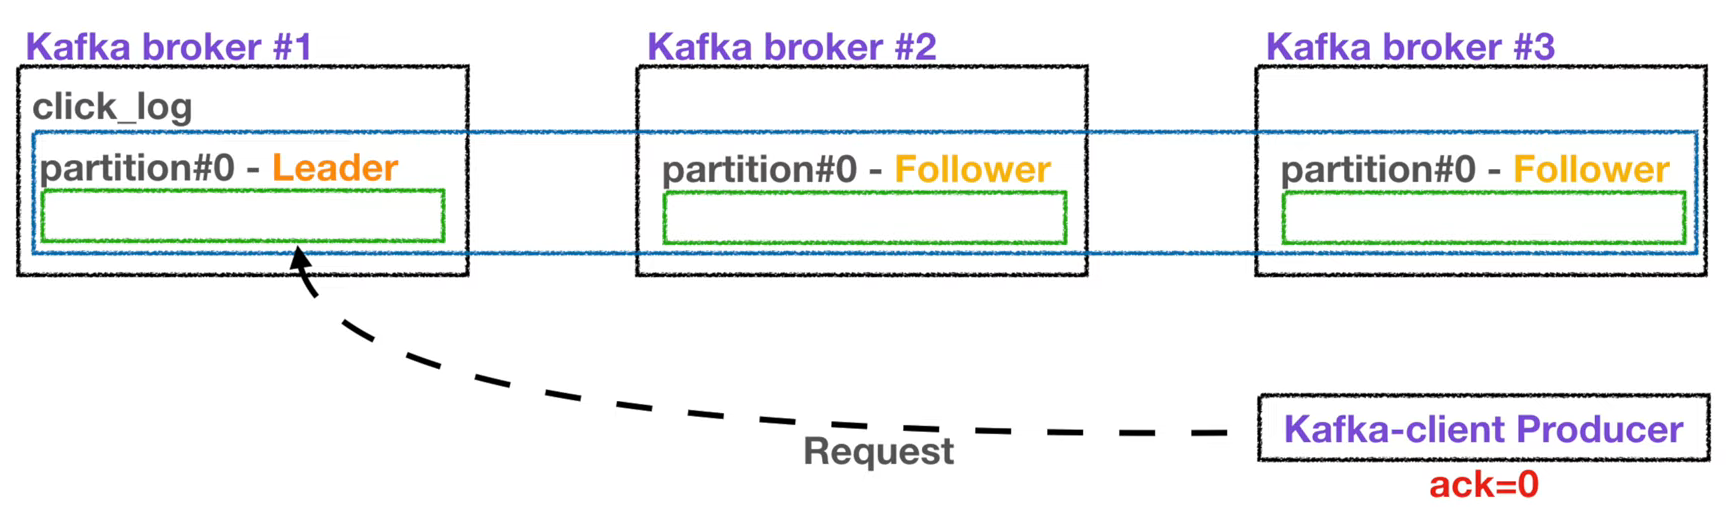 Kafka broker #1
Kafka broker #2
Kafka broker #3
click_log
partition#0 - Leader
partition#0 - Follower
partition#0 - Follower
Request
Kafka-client Producer
ack=0